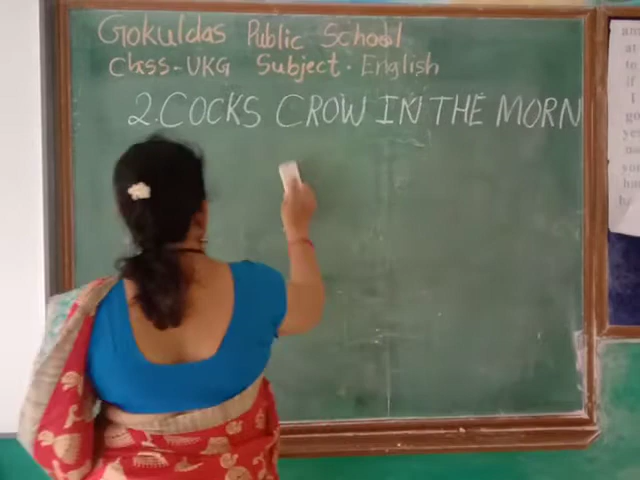 Gokuldas Public School
Class-UKG Subject. English
2.COCKS CROW IN THE MORN